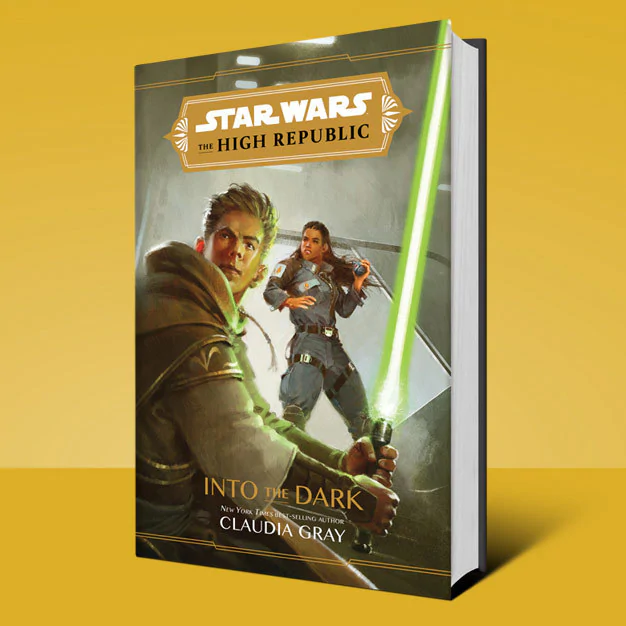 STAR WARS
THE HIGH REPUBLIC
INTO THE DARK
NEW YORK TIMES BEST-SELLING AUTHOR
CLAUDIA GRAY